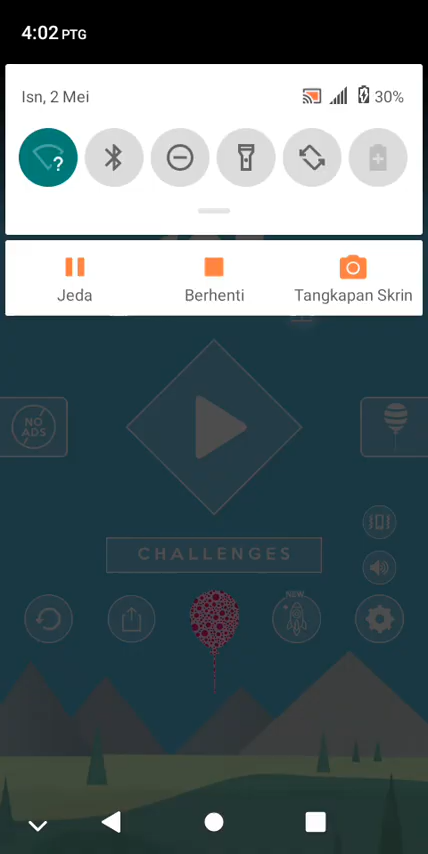 4:02 PTG
Isn, 2 Mei
30%
?
Jeda
Berhenti
Tangkapan Skrin
NO
ADS
CHALLENGES
NEW